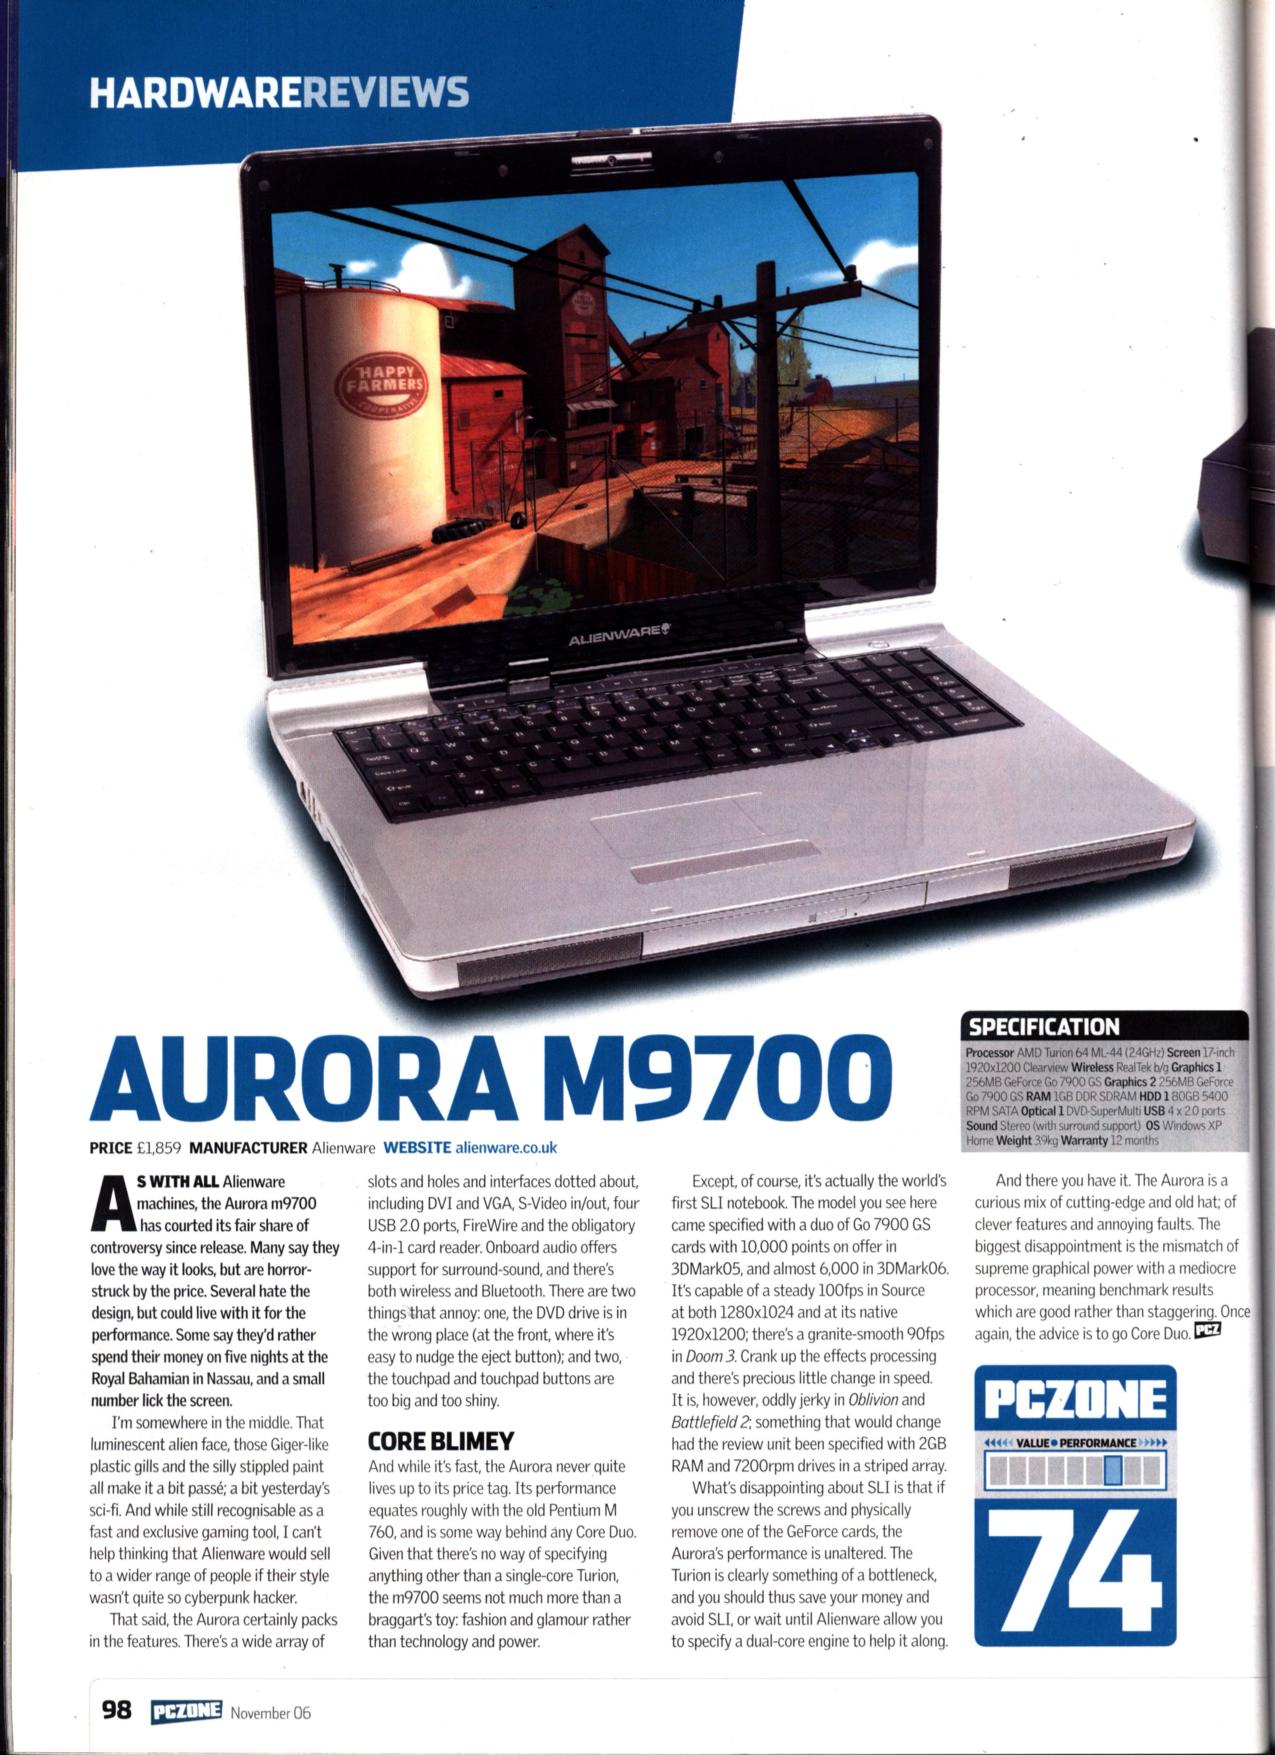 HARDWAREREVIEWS
HAPPY
FARMERS
COOPERATIVE
ALIENWARE
AURORA M9700
PRICE £1,859 MANUFACTURER Alienware WEBSITE alienware.co.uk
AS WITH ALL Alienware
machines, the Aurora m9700
has courted its fair share of
controversy since release. Many say they
love the way it looks, but are horror-
struck by the price. Several hate the
design, but could live with it for the
performance. Some say they'd rather
spend their money on five nights at the
Royal Bahamian in Nassau, and a small
number lick the screen.
I'm somewhere in the middle. That
luminescent alien face, those Giger-like
plastic gills and the silly stippled paint
all make it a bit passé; a bit yesterday's
sci-fi. And while still recognisable as a
fast and exclusive gaming tool, I can't
help thinking that Alienware would sell
to a wider range of people if their style
wasn't quite so cyberpunk hacker.
That said, the Aurora certainly packs
in the features. There's a wide array of
slots and holes and interfaces dotted about,
including DVI and VGA, S-Video in/out, four
USB 2.0 ports, FireWire and the obligatory
4-in-1 card reader. Onboard audio offers
support for surround-sound, and there's
both wireless and Bluetooth. There are two
things that annoy: one, the DVD drive is in
the wrong place (at the front, where it's
easy to nudge the eject button); and two,
the touchpad and touchpad buttons are
too big and too shiny.
CORE BLIMEY
And while it's fast, the Aurora never quite
lives up to its price tag. Its performance
equates roughly with the old Pentium M
760, and is some way behind any Core Duo.
Given that there's no way of specifying
anything other than a single-core Turion,
the m9700 seems not much more than a
braggart's toy: fashion and glamour rather
than technology and power.
Except, of course, it's actually the world's
first SLI notebook. The model you see here
came specified with a duo of Go 7900 GS
cards with 10,000 points on offer in
3DMark05, and almost 6,000 in 3DMark06.
It's capable of a steady 100fps in Source
at both 1280x1024 and at its native
1920x1200; there's a granite-smooth 90fps
in Doom 3. Crank up the effects processing
and there's precious little change in speed.
It is, however, oddly jerky in Oblivion and
Battlefield 2; something that would change
had the review unit been specified with 2GB
RAM and 7200rpm drives in a striped array.
What's disappointing about SLI is that if
you unscrew the screws and physically
remove one of the GeForce cards, the
Aurora's performance is unaltered. The
Turion is clearly something of a bottleneck,
and you should thus save your money and
avoid SLI, or wait until Alienware allow you
to specify a dual-core engine to help it along.
SPECIFICATION
Processor AMD Turion 64 ML-44 (2.4GHz) Screen 17-inch
1920x1200 Clearview Wireless RealTek b/g Graphics 1
256MB GeForce Go 7900 GS Graphics 2 256MB GeForce
Go 7900 GS RAM 1GB DDR SDRAM HDD 1 80GB 5400
RPM SATA Optical 1 DVD-SuperMulti USB 4 x 2.0 ports
Sound Stereo (with surround support) OS Windows XP
Home Weight 3.9kg Warranty 12 months
And there you have it. The Aurora is a
curious mix of cutting-edge and old hat; of
clever features and annoying faults. The
biggest disappointment is the mismatch of
supreme graphical power with a mediocre
processor, meaning benchmark results
which are good rather than staggering. Once
again, the advice is to go Core Duo. PCZ
PCZONE
VALUE • PERFORMANCE
74
98 PCZONE November 06